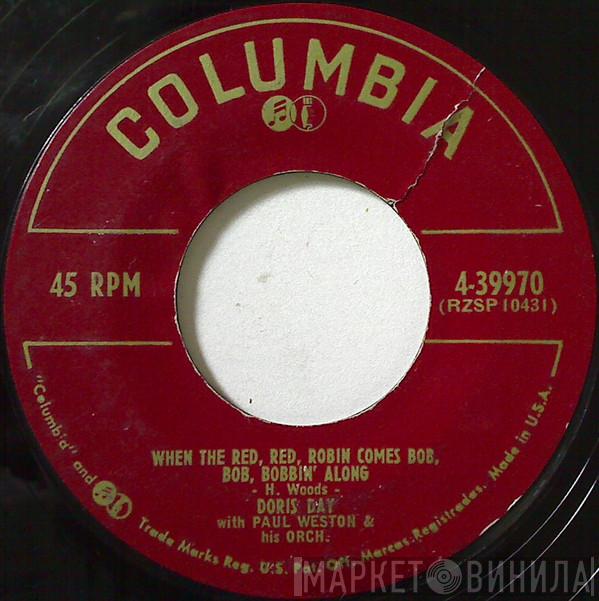 COLUMBIA
45 RPM
4-39970
(RZSP 10431)
WHEN THE RED, RED, ROBIN COMES BOB,
BOB, BOBBIN' ALONG
- H. Woods -
DORIS DAY
with PAUL WESTON &
his ORCH.
"Columbia" and Trade Marks Reg. U.S. Pat. Off. Marcas Registradas. Made in U.S.A.
МАРКЕТ ВИНИЛА